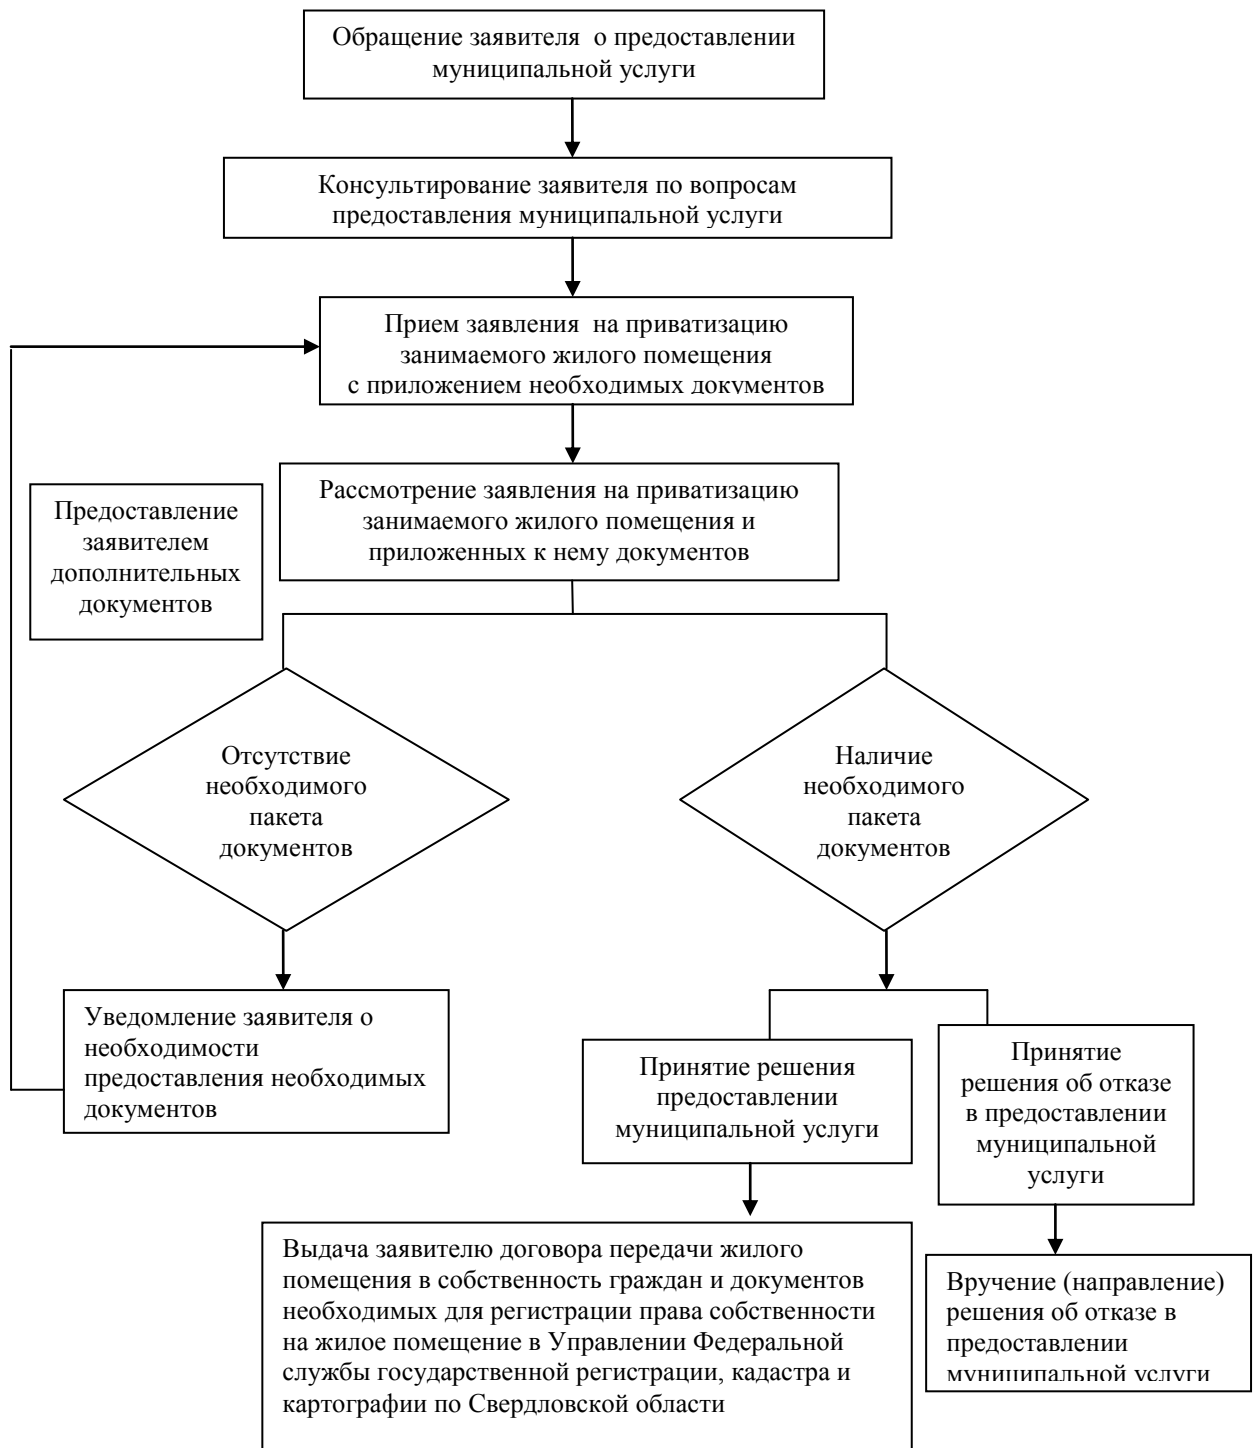 Обращение заявителя о предоставлении
муниципальной услуги
Консультирование заявителя по вопросам
предоставления муниципальной услуги
Прием заявления на приватизацию
занимаемого жилого помещения
с приложением необходимых документов
Рассмотрение заявления на приватизацию
занимаемого жилого помещения и
приложенных к нему документов
Предоставление
заявителем
дополнительных
документов
Отсутствие
необходимого
пакета
документов
Наличие
необходимого
пакета
документов
Уведомление заявителя о
необходимости
предоставления необходимых
документов
Принятие решения
предоставлении
муниципальной услуги
Принятие
решения об отказе
в предоставлении
муниципальной
услуги
Выдача заявителю договора передачи жилого
помещения в собственность граждан и документов
необходимых для регистрации права собственности
на жилое помещение в Управлении Федеральной
службы государственной регистрации, кадастра и
картографии по Свердловской области
Вручение (направление)
решения об отказе в
предоставлении
муниципальной услуги